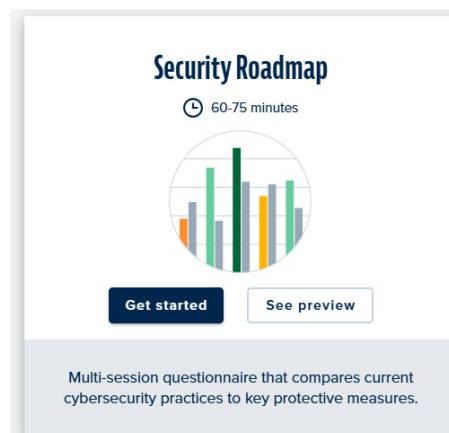 Security Roadmap
60-75 minutes
Get started
See preview
Multi-session questionnaire that compares current
cybersecurity practices to key protective measures.